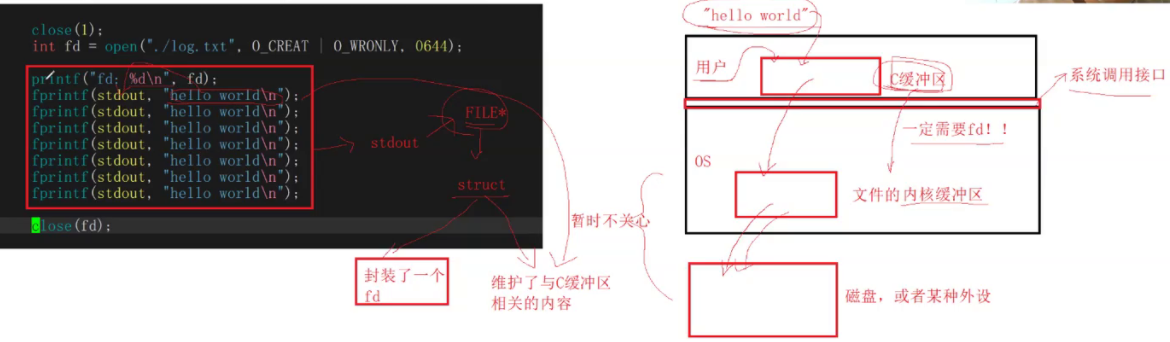 close(1);
int fd = open("./log.txt", O_CREAT | O_WRONLY, 0644);
printf("fd: %d\n", fd);
fprintf(stdout, "hello world\n");
fprintf(stdout, "hello world\n");
fprintf(stdout, "hello world\n");
fprintf(stdout, "hello world\n");
fprintf(stdout, "hello world\n");
fprintf(stdout, "hello world\n");
fprintf(stdout, "hello world\n");
close(fd);
stdout
FILE*
struct
封装了一个
fd
维护了与C缓冲区
相关的内容
"hello world"
用户
C缓冲区
系统调用接口
一定需要fd！！
OS
文件的内核缓冲区
暂时不关心
磁盘，或者某种外设